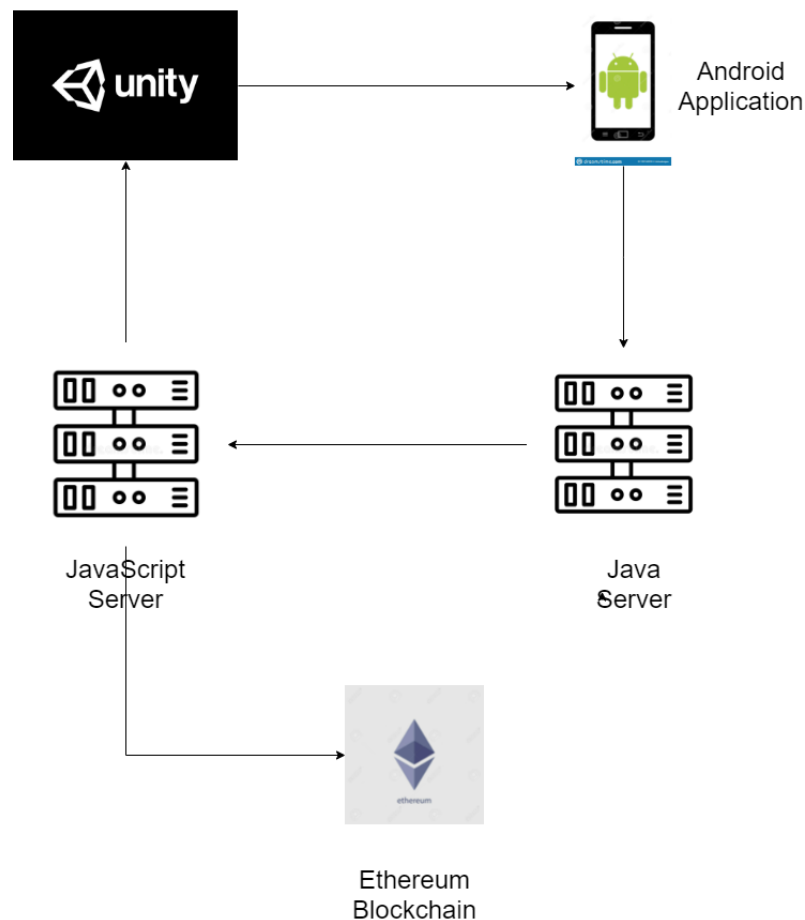 unity
Android
Application
JavaScript
Server
Java
Server
ethereum
Ethereum
Blockchain